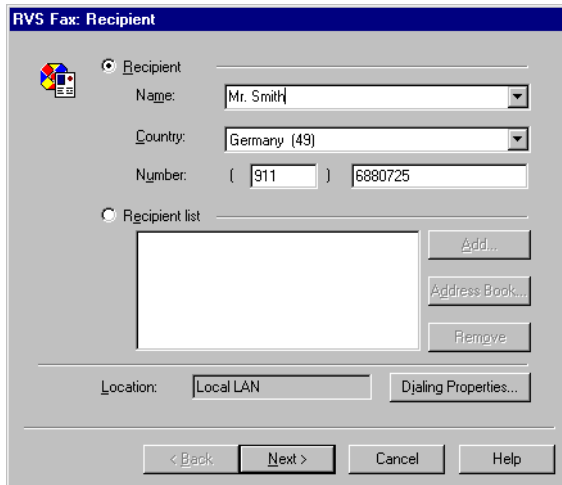 RVS Fax: Recipient
Recipient
Name: Mr. Smith
Country: Germany (49)
Number: ( 911 ) 6880725
Recipient list
Add...
Address Book...
Remove
Location: Local LAN Dialing Properties...
< Back Next > Cancel Help